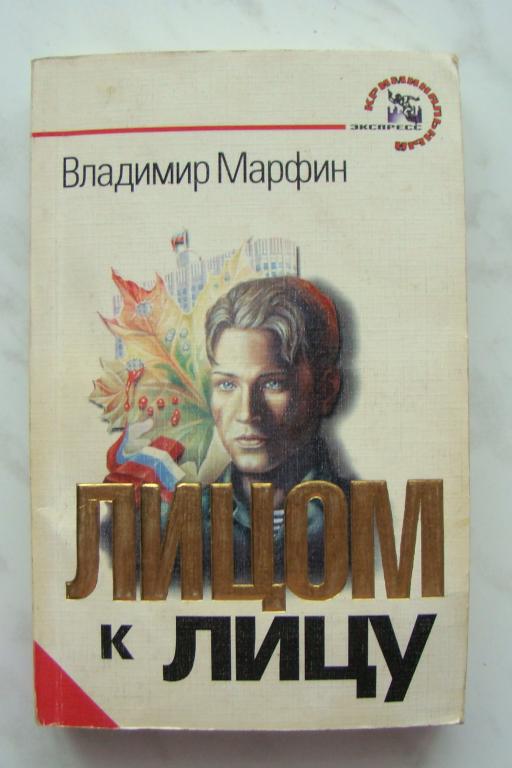 КРИМИНАЛЬНЫЙ
ЭКСПРЕСС
Владимир Марфин
ЛИЦОМ
к ЛИЦУ